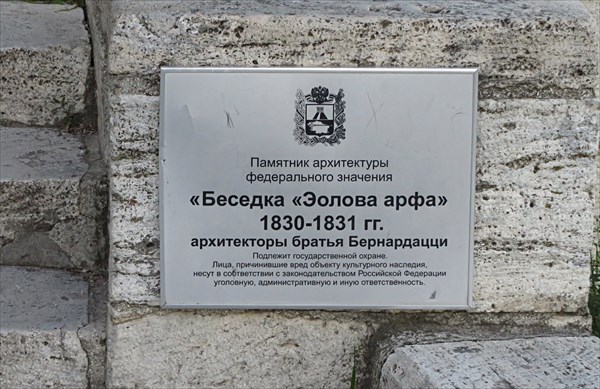 Памятник архитектуры
федерального значения
«Беседка «Эолова арфа»
1830-1831 гг.
архитекторы братья Бернардацци
Подлежит государственной охране.
Лица, причинившие вред объекту культурного наследия,
несут в собтветствии с законодательством Российской Федерации
уголовную, административную и иную ответственность.